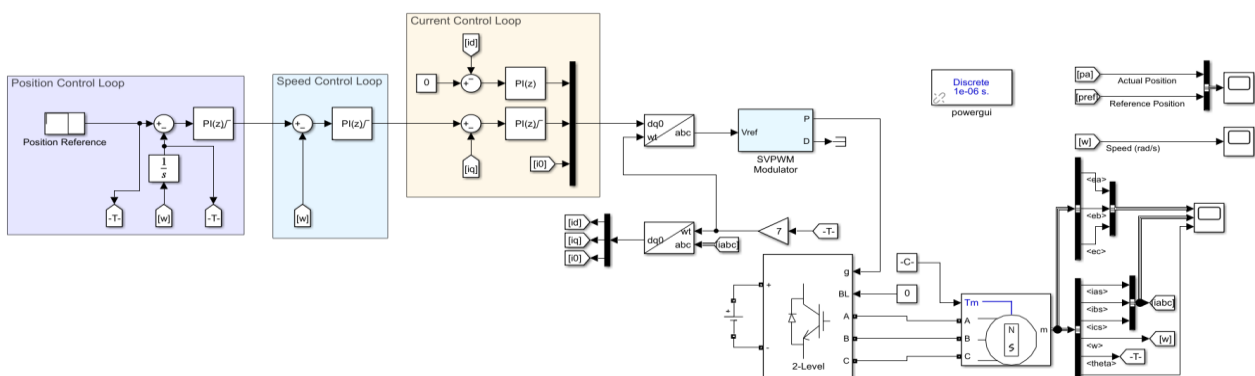 Current Control Loop
[id]
0
PI(z)
Position Control Loop
Speed Control Loop
Position Reference
PI(z)
PI(z)
PI(z)
1
s
-T-
[w]
-T-
[w]
[iq]
[i0]
dq0
wt
abc
Vref
P
D
SVPWM
Modulator
Discrete
1e-06 s.
powergui
[pa]
Actual Position
[pref]
Reference Position
[w]
Speed (rad/s)
<ea>
<eb>
<ec>
[id]
[iq]
[i0]
dq0
wt
abc
[iabc]
7
-T-
g
BL
A
B
C
+
-
2-Level
-C-
0
Tm
A
B
C
N
S
m
<ias>
<ibs>
<ics>
<w>
<theta>
[iabc]
[w]
-T-